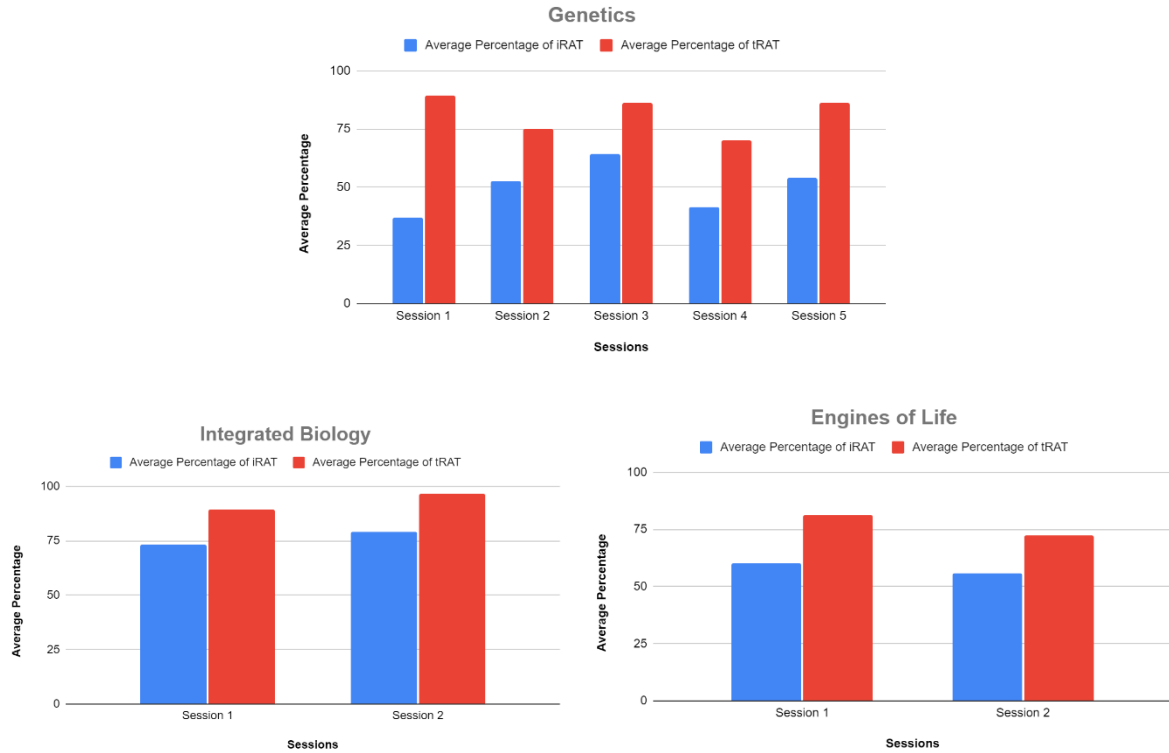 Genetics
Average Percentage of iRAT Average Percentage of tRAT
100
75
50
25
0
Average Percentage
Session 1 Session 2 Session 3 Session 4 Session 5
Sessions
Integrated Biology
Average Percentage of iRAT Average Percentage of tRAT
100
75
50
25
0
Average Percentage
Session 1 Session 2
Sessions
Engines of Life
Average Percentage of iRAT Average Percentage of tRAT
100
75
50
25
0
Average Percentage
Session 1 Session 2
Sessions